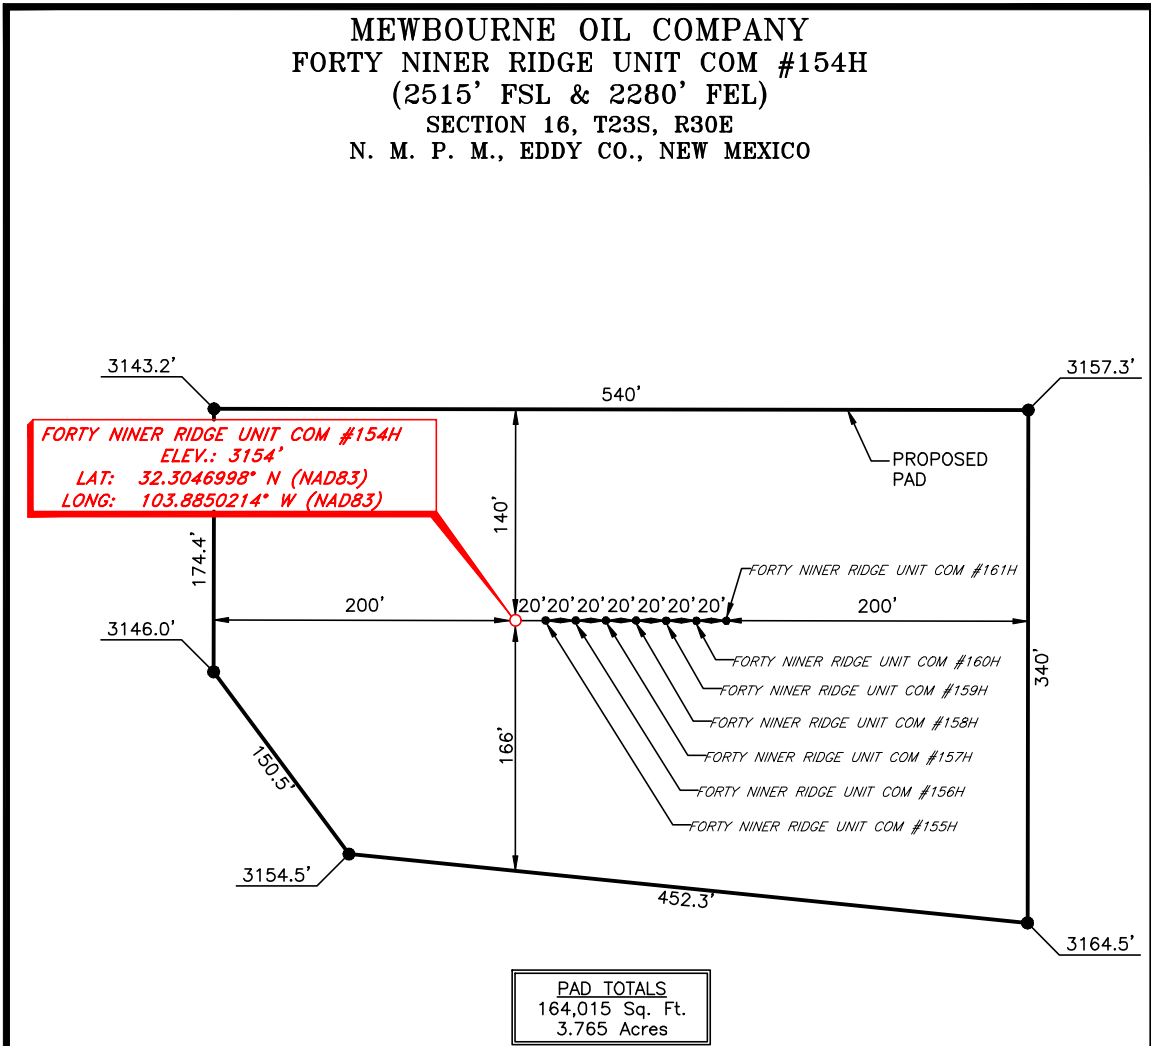 MEWBOURNE OIL COMPANY
FORTY NINER RIDGE UNIT COM #154H
(2515' FSL & 2280' FEL)
SECTION 16, T23S, R30E
N. M. P. M., EDDY CO., NEW MEXICO
3143.2'
3157.3'
540'
FORTY NINER RIDGE UNIT COM #154H
ELEV.: 3154'
LAT: 32.3046998° N (NAD83)
LONG: 103.8850214° W (NAD83)
PROPOSED
PAD
140'
174.4'
FORTY NINER RIDGE UNIT COM #161H
200'
20' 20' 20' 20' 20' 20' 20'
200'
3146.0'
340'
FORTY NINER RIDGE UNIT COM #160H
FORTY NINER RIDGE UNIT COM #159H
FORTY NINER RIDGE UNIT COM #158H
166'
FORTY NINER RIDGE UNIT COM #157H
150.5'
FORTY NINER RIDGE UNIT COM #156H
FORTY NINER RIDGE UNIT COM #155H
3154.5'
452.3'
3164.5'
PAD TOTALS
164,015 Sq. Ft.
3.765 Acres